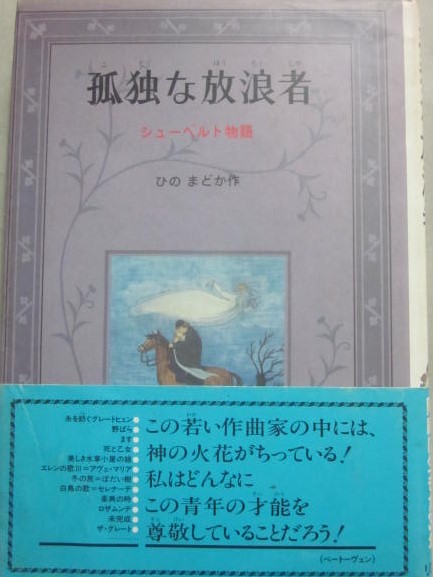 孤独な放浪者
シューベルト物語
ひの まどか作
糸を紡ぐグレートヒェン
野ばら
ます
死と乙女
美しき水車小屋の娘
エレンの歌Ⅲ=アヴェ・マリア
冬の旅=ぼだい樹
白鳥の歌=セレナーデ
楽興の時
ロザムンデ
未完成
ザ・グレート
この若い作曲家の中には、
神の火花がちっている!
私はどんなに
この青年の才能を
尊敬していることだろう!
(ベートーヴェン)